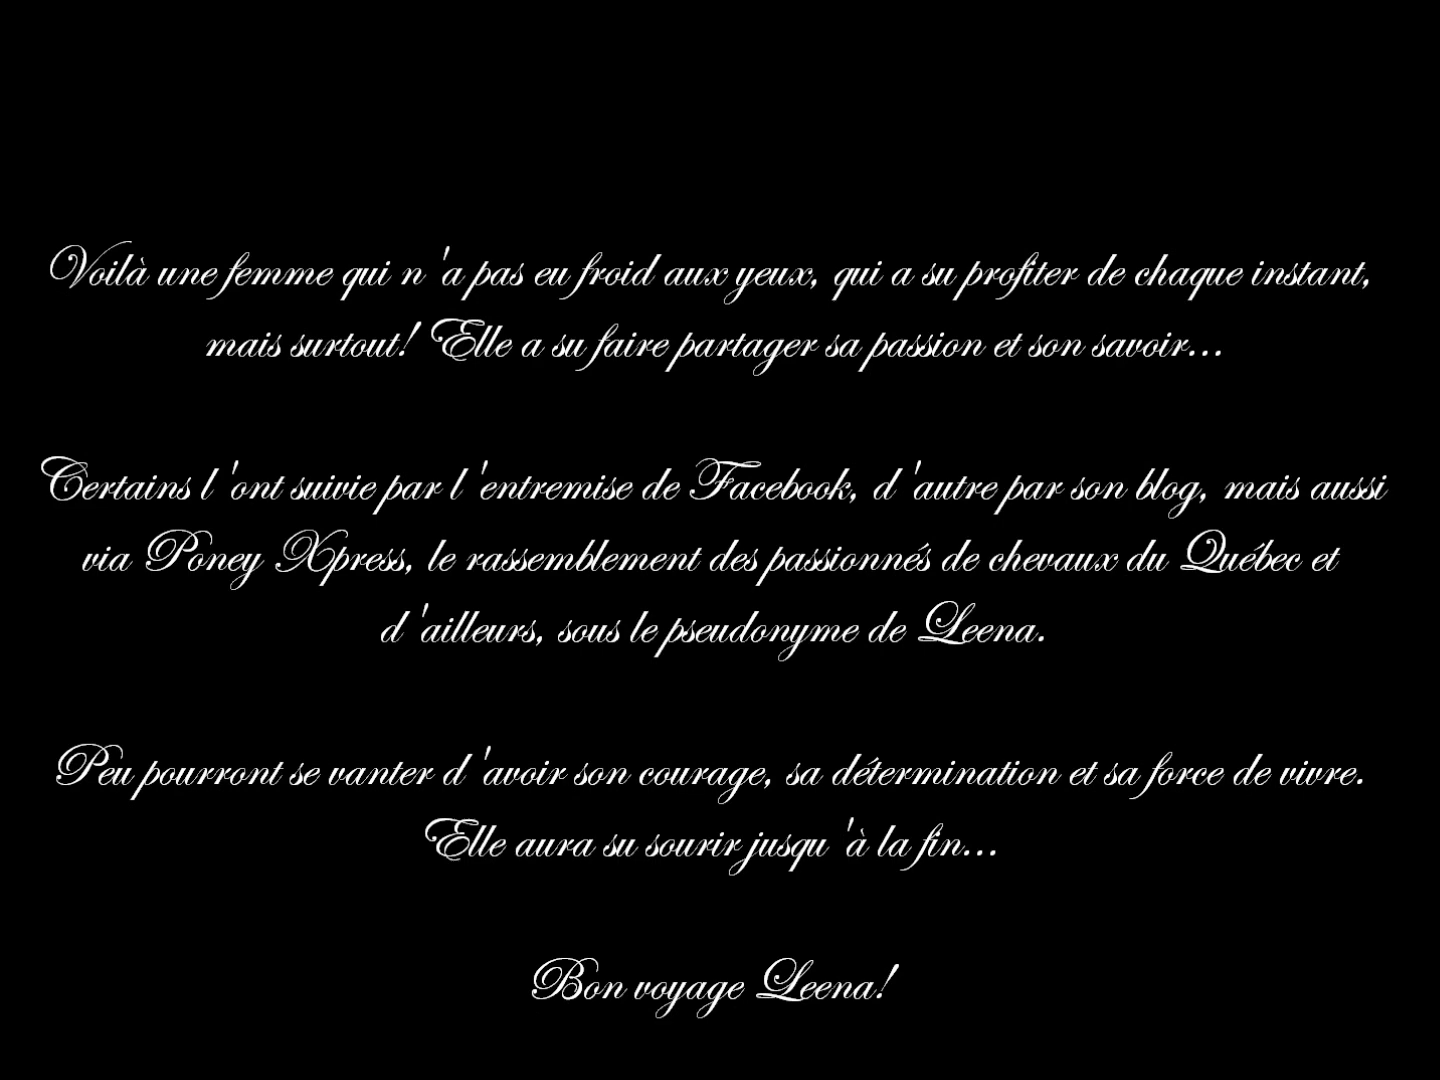 Voilà une femme qui n'a pas eu froid aux yeux, qui a su profiter de chaque instant,
mais surtout! Elle a su faire partager sa passion et son savoir...
Certains l'ont suivie par l'entremise de Facebook, d'autre par son blog, mais aussi
via Poney Xpress, le rassemblement des passionnés de chevaux du Québec et
d'ailleurs, sous le pseudonyme de Leena.
Peu pourront se vanter d'avoir son courage, sa détermination et sa force de vivre.
Elle aura su sourir jusqu'à la fin...
Bon voyage Leena!